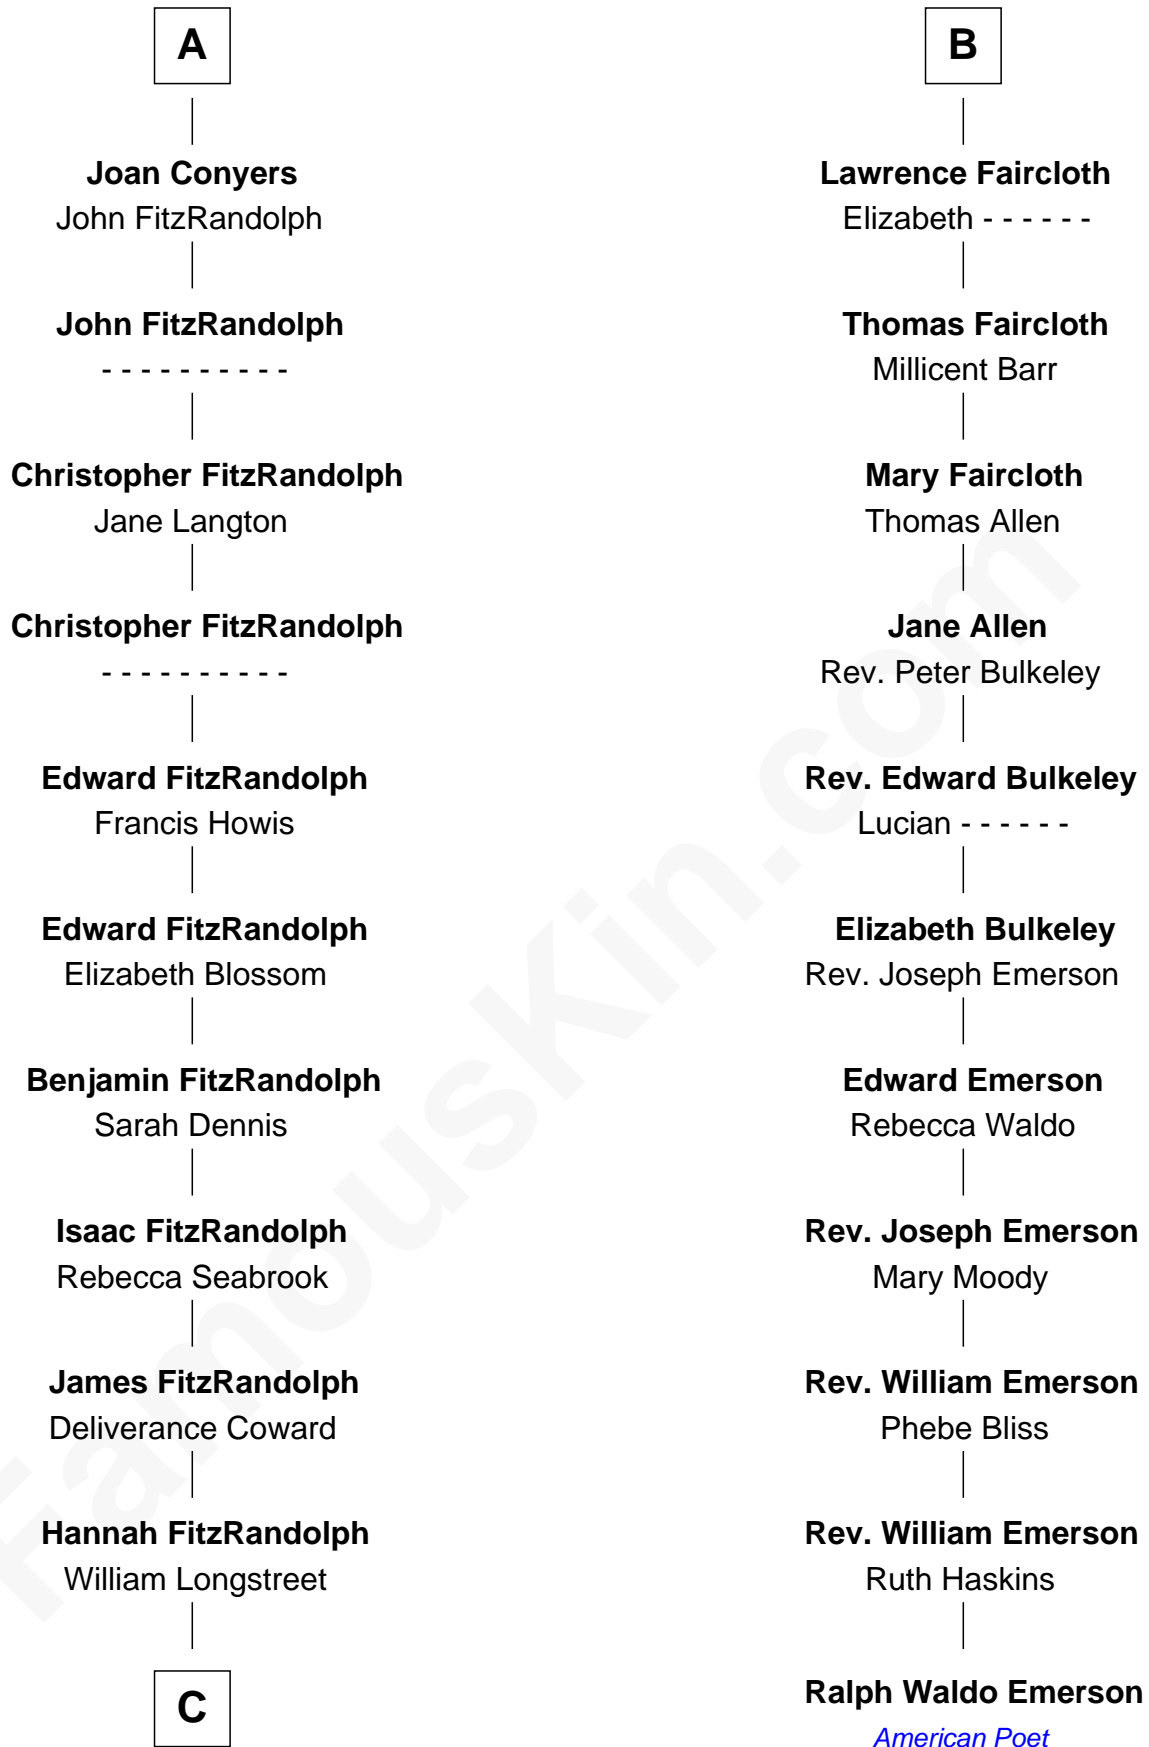 A
Joan Conyers
John FitzRandolph
John FitzRandolph
- - - - - - - - - -
Christopher FitzRandolph
Jane Langton
Christopher FitzRandolph
- - - - - - - - - -
Edward FitzRandolph
Francis Howis
Edward FitzRandolph
Elizabeth Blossom
Benjamin FitzRandolph
Sarah Dennis
Isaac FitzRandolph
Rebecca Seabrook
James FitzRandolph
Deliverance Coward
Hannah FitzRandolph
William Longstreet
C
B
Lawrence Faircloth
Elizabeth - - - - - -
Thomas Faircloth
Millicent Barr
Mary Faircloth
Thomas Allen
Jane Allen
Rev. Peter Bulkeley
Rev. Edward Bulkeley
Lucian - - - - - -
Elizabeth Bulkeley
Rev. Joseph Emerson
Edward Emerson
Rebecca Waldo
Rev. Joseph Emerson
Mary Moody
Rev. William Emerson
Phebe Bliss
Rev. William Emerson
Ruth Haskins
Ralph Waldo Emerson
American Poet
FamousKin.com